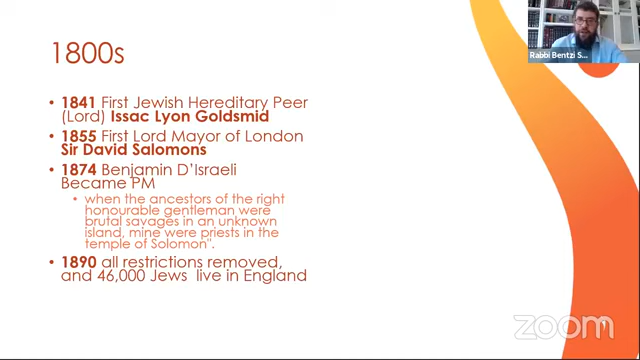 Rabbi Bentzi S...
1800s
• 1841 First Jewish Hereditary Peer
(Lord) Issac Lyon Goldsmid
• 1855 First Lord Mayor of London
Sir David Salomons
• 1874 Benjamin D'Israeli
Became PM
• when the ancestors of the right
honourable gentleman were
brutal savages in an unknown
island, mine were priests in the
temple of Solomon".
• 1890 all restrictions removed,
and 46,000 Jews live in England
zoom